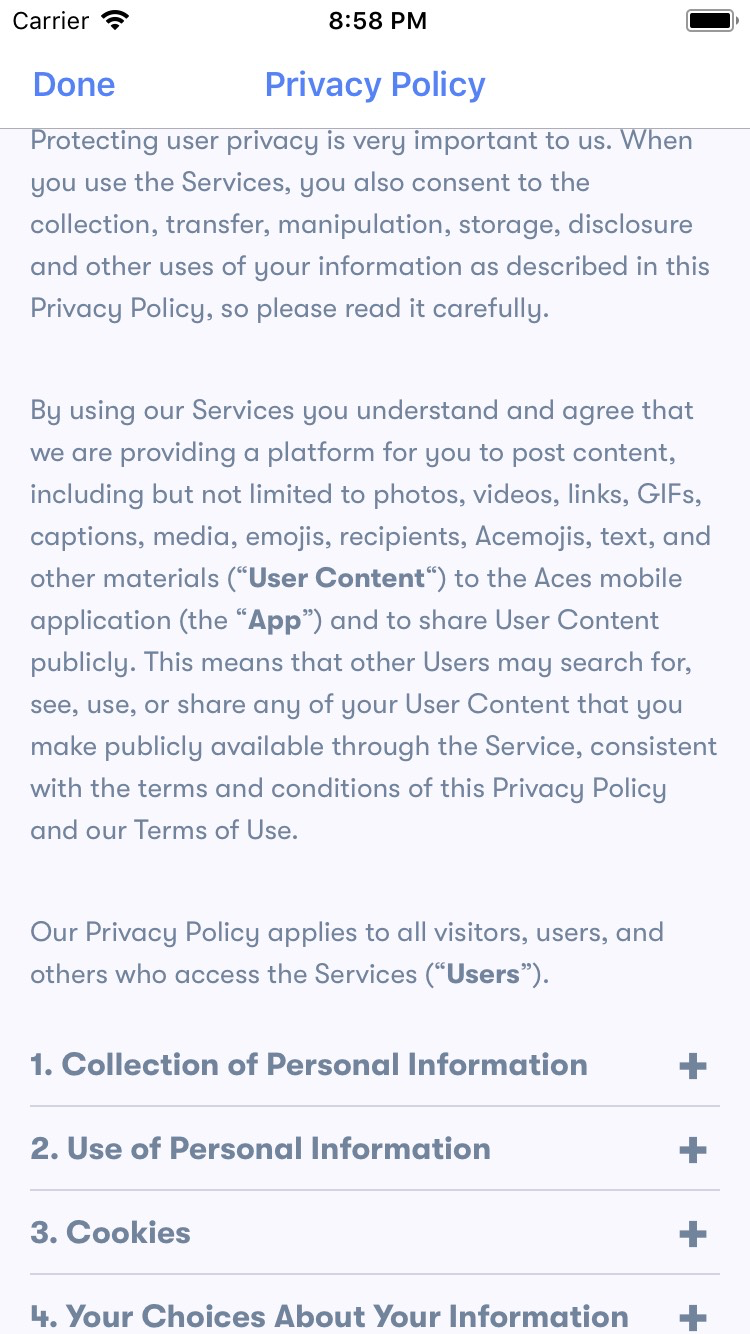 Carrier 8:58 PM
Done Privacy Policy
Protecting user privacy is very important to us. When
you use the Services, you also consent to the
collection, transfer, manipulation, storage, disclosure
and other uses of your information as described in this
Privacy Policy, so please read it carefully.
By using our Services you understand and agree that
we are providing a platform for you to post content,
including but not limited to photos, videos, links, GIFs,
captions, media, emojis, recipients, Acemojis, text, and
other materials (“User Content“) to the Aces mobile
application (the “App”) and to share User Content
publicly. This means that other Users may search for,
see, use, or share any of your User Content that you
make publicly available through the Service, consistent
with the terms and conditions of this Privacy Policy
and our Terms of Use.
Our Privacy Policy applies to all visitors, users, and
others who access the Services (“Users”).
1. Collection of Personal Information +
2. Use of Personal Information +
3. Cookies +
4. Your Choices About Your Information +